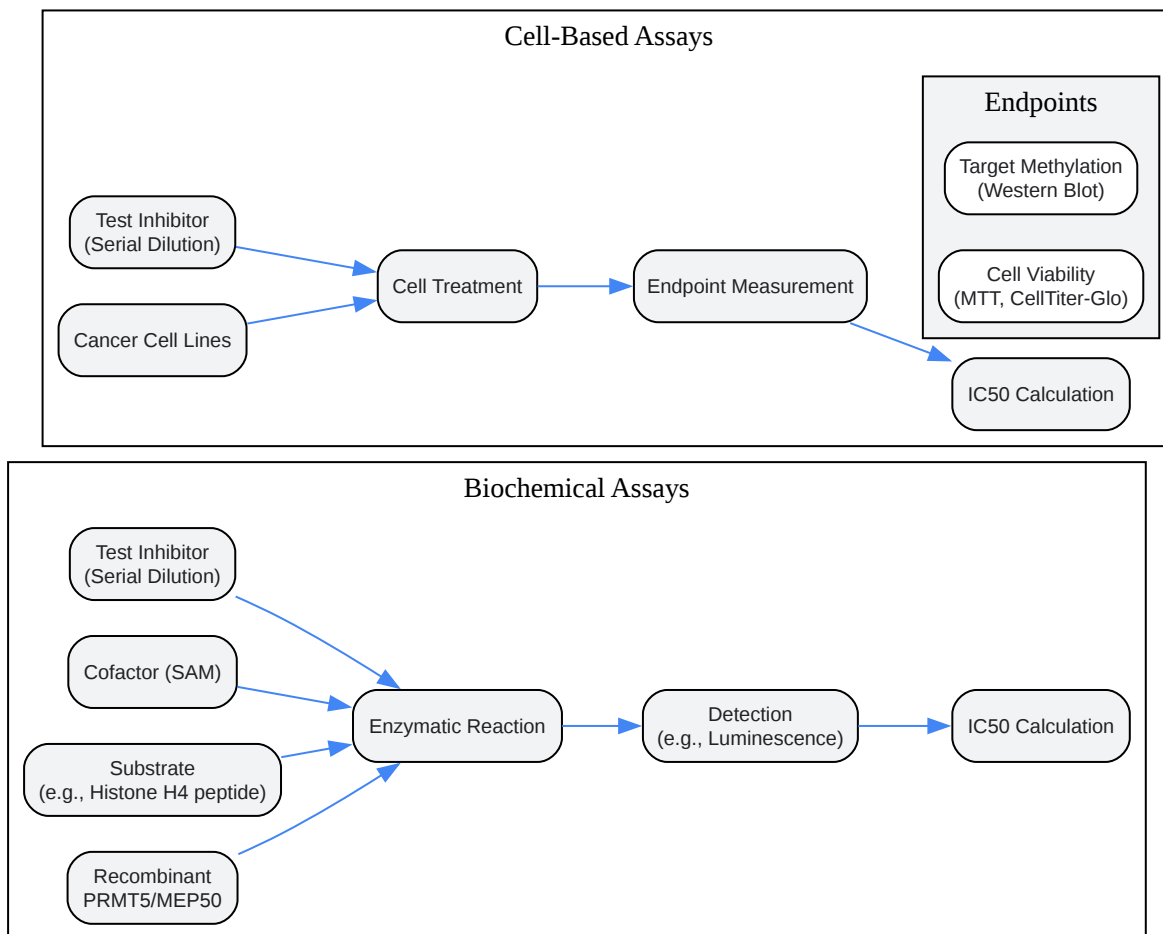 Cell-Based Assays
Endpoints
Target Methylation
(Western Blot)
Test Inhibitor
(Serial Dilution)
Cell Treatment
Endpoint Measurement
Cell Viability
(MTT, CellTiter-Glo)
Cancer Cell Lines
IC50 Calculation
Biochemical Assays
Test Inhibitor
(Serial Dilution)
Cofactor (SAM)
Enzymatic Reaction
Detection
(e.g., Luminescence)
IC50 Calculation
Substrate
(e.g., Histone H4 peptide)
Recombinant
PRMT5/MEP50